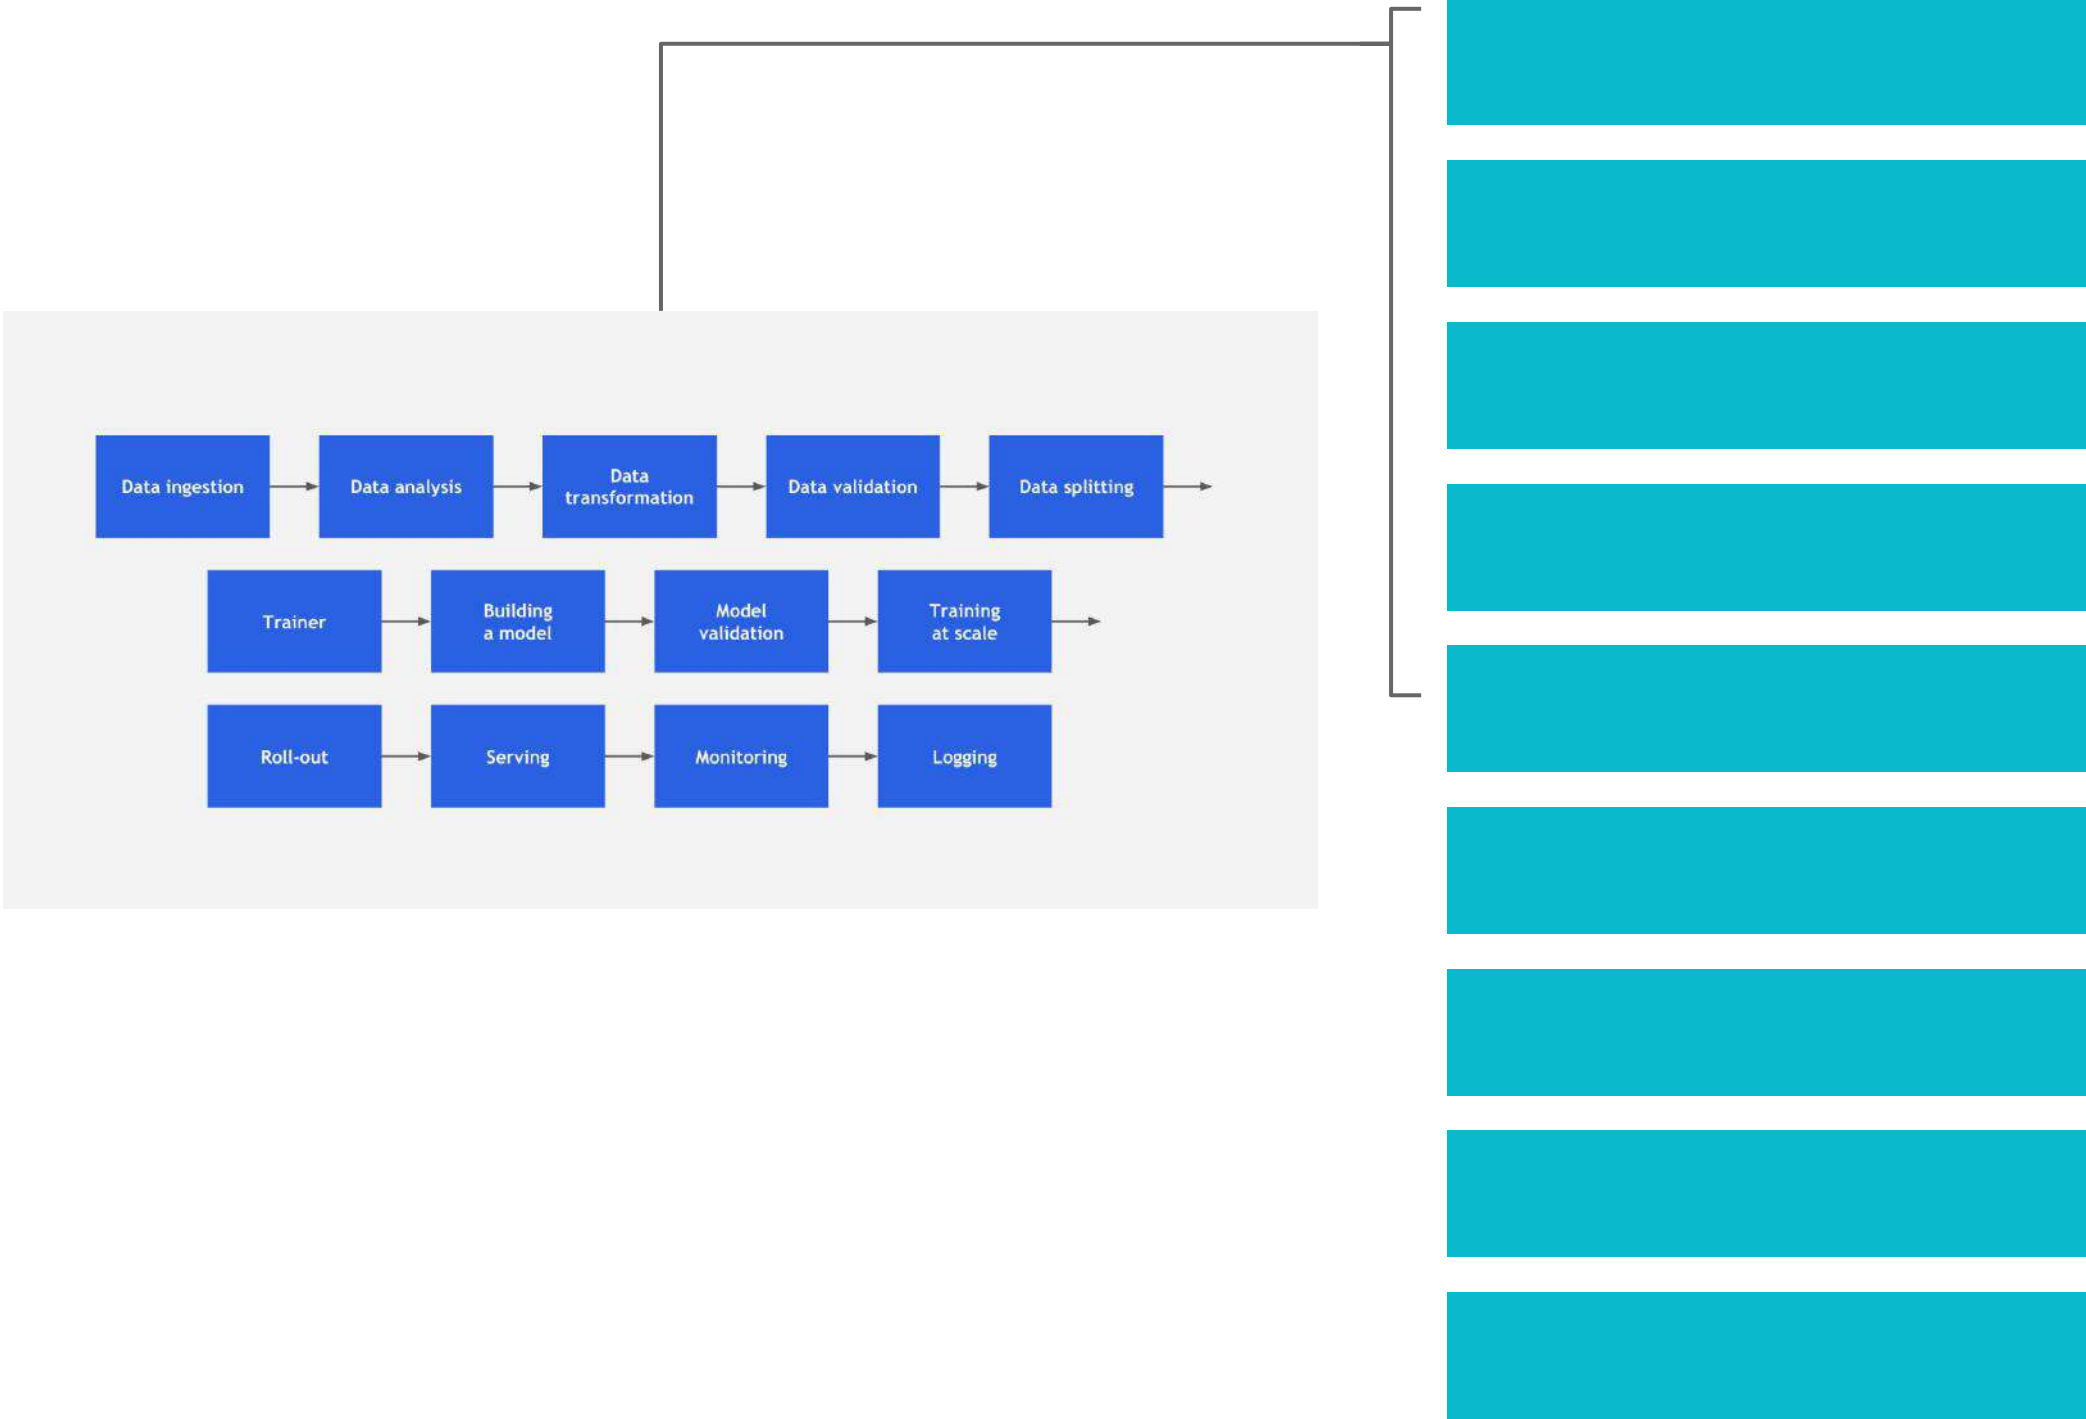 Data ingestion
Data analysis
Data
transformation
Data validation
Data splitting
Trainer
Building
a model
Model
validation
Training
at scale
Roll-out
Serving
Monitoring
Logging